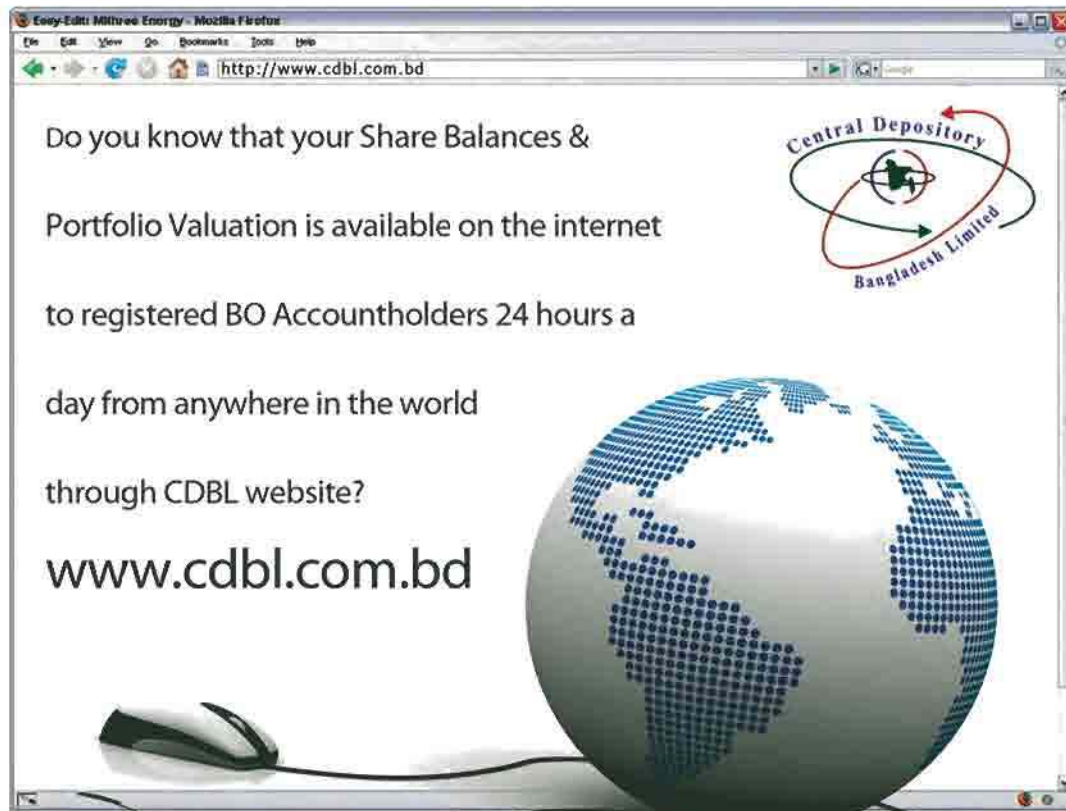 Easy-Edit: Mithree Energy - Mozilla Firefox
File Edit View Go Bookmarks Tools Help
http://www.cdbl.com.bd
Google
Do you know that your Share Balances &
Portfolio Valuation is available on the internet
to registered BO Accountholders 24 hours a
day from anywhere in the world
through CDBL website?
www.cdbl.com.bd
Central Depository
Bangladesh Limited